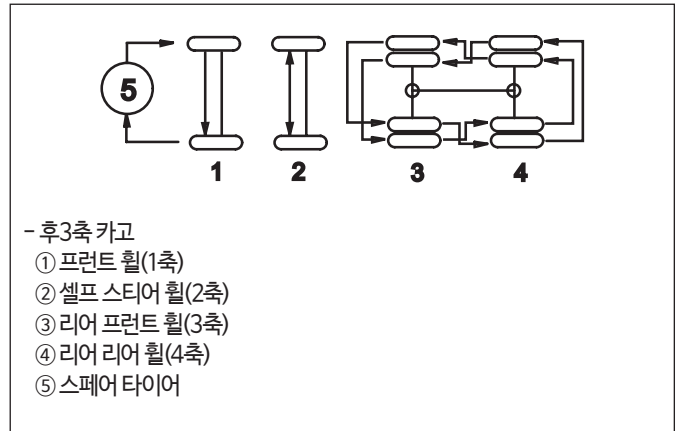 5
1 2 3 4
- 후3축 카고
① 프런트 휠(1축)
② 셀프 스티어 휠(2축)
③ 리어 프런트 휠(3축)
④ 리어 리어 휠(4축)
⑤ 스페어 타이어